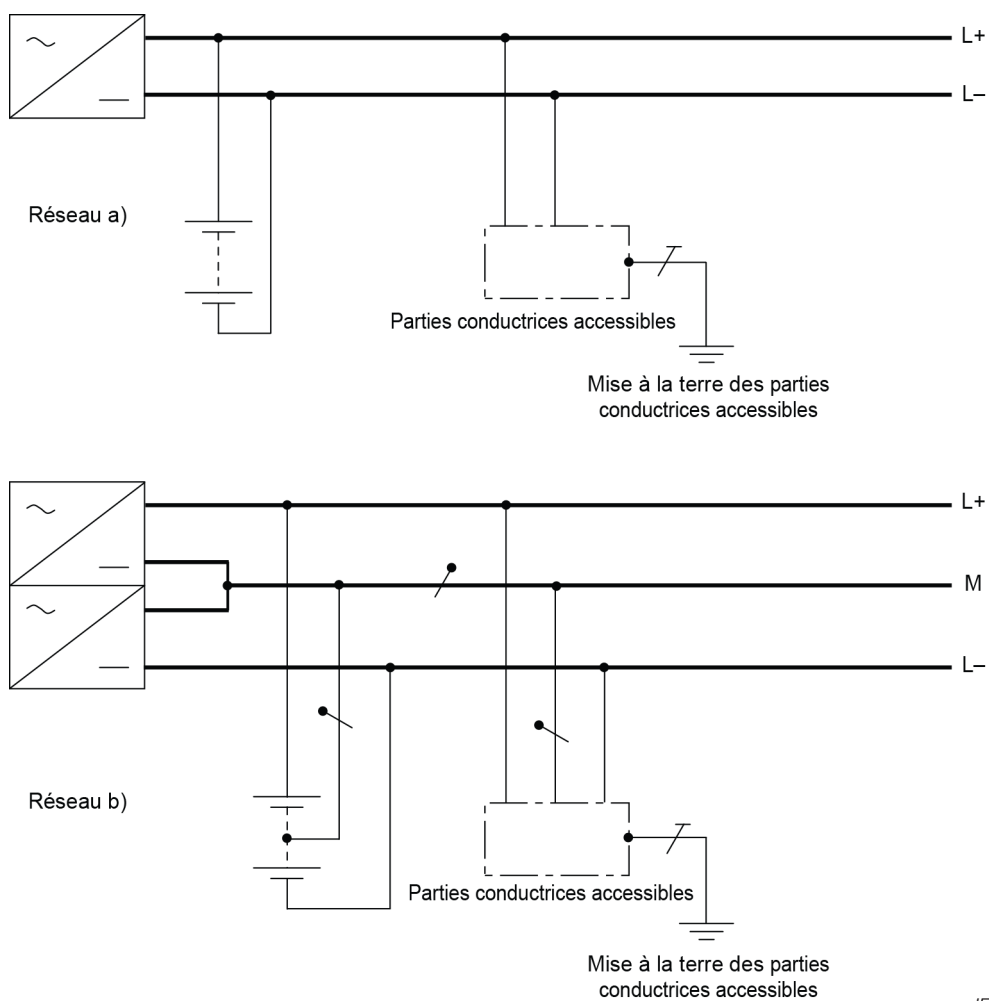 L+
L–
Réseau a)
Parties conductrices accessibles
Mise à la terre des parties
conductrices accessibles
L+
M
L–
Réseau b)
Parties conductrices accessibles
Mise à la terre des parties
conductrices accessibles